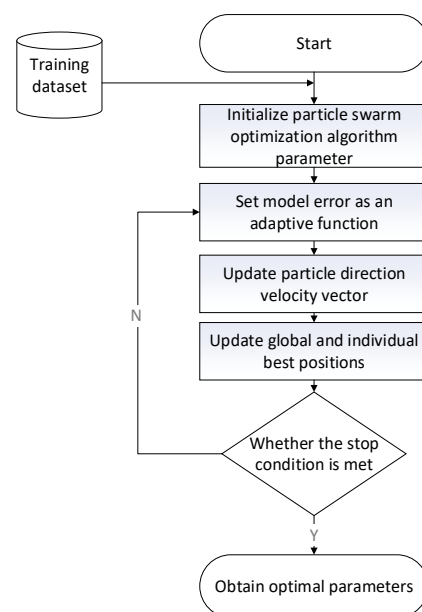 Start
Training
dataset
Initialize particle swarm
optimization algorithm
parameter
Set model error as an
adaptive function
Update particle direction
velocity vector
N
Update global and individual
best positions
Whether the stop
condition is met
Y
Obtain optimal parameters